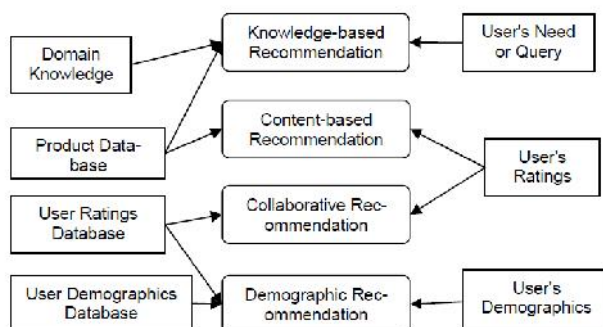 Domain
Knowledge
Knowledge-based
Recommendation
User's Need
or Query
Product Data-
base
Content-based
Recommendation
User's
Ratings
User Ratings
Database
Collaborative Rec-
ommendation
User Demographics
Database
Demographic Rec-
ommendation
User's
Demographics